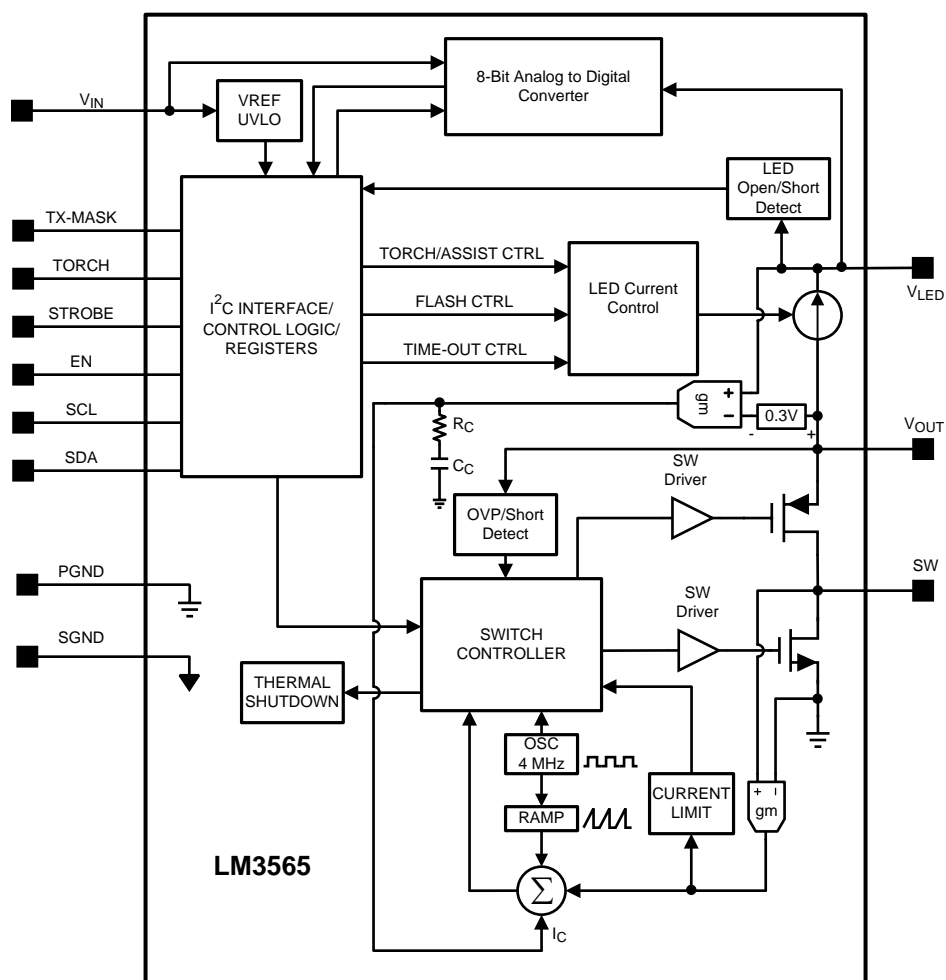 8-Bit Analog to Digital
Converter
V_IN
VREF
UVLO
LED
Open/Short
Detect
TX-MASK
TORCH
STROBE
EN
SCL
SDA
I²C INTERFACE/
CONTROL LOGIC/
REGISTERS
TORCH/ASSIST CTRL
FLASH CTRL
TIME-OUT CTRL
LED Current
Control
V_LED
gm
+
–
0.3V
-
+
V_OUT
R_C
C_C
SW
Driver
OVP/Short
Detect
PGND
SGND
SW
SW
Driver
SWITCH
CONTROLLER
THERMAL
SHUTDOWN
OSC
4 MHz
RAMP
CURRENT
LIMIT
+ –
gm
LM3565
Σ
I_C